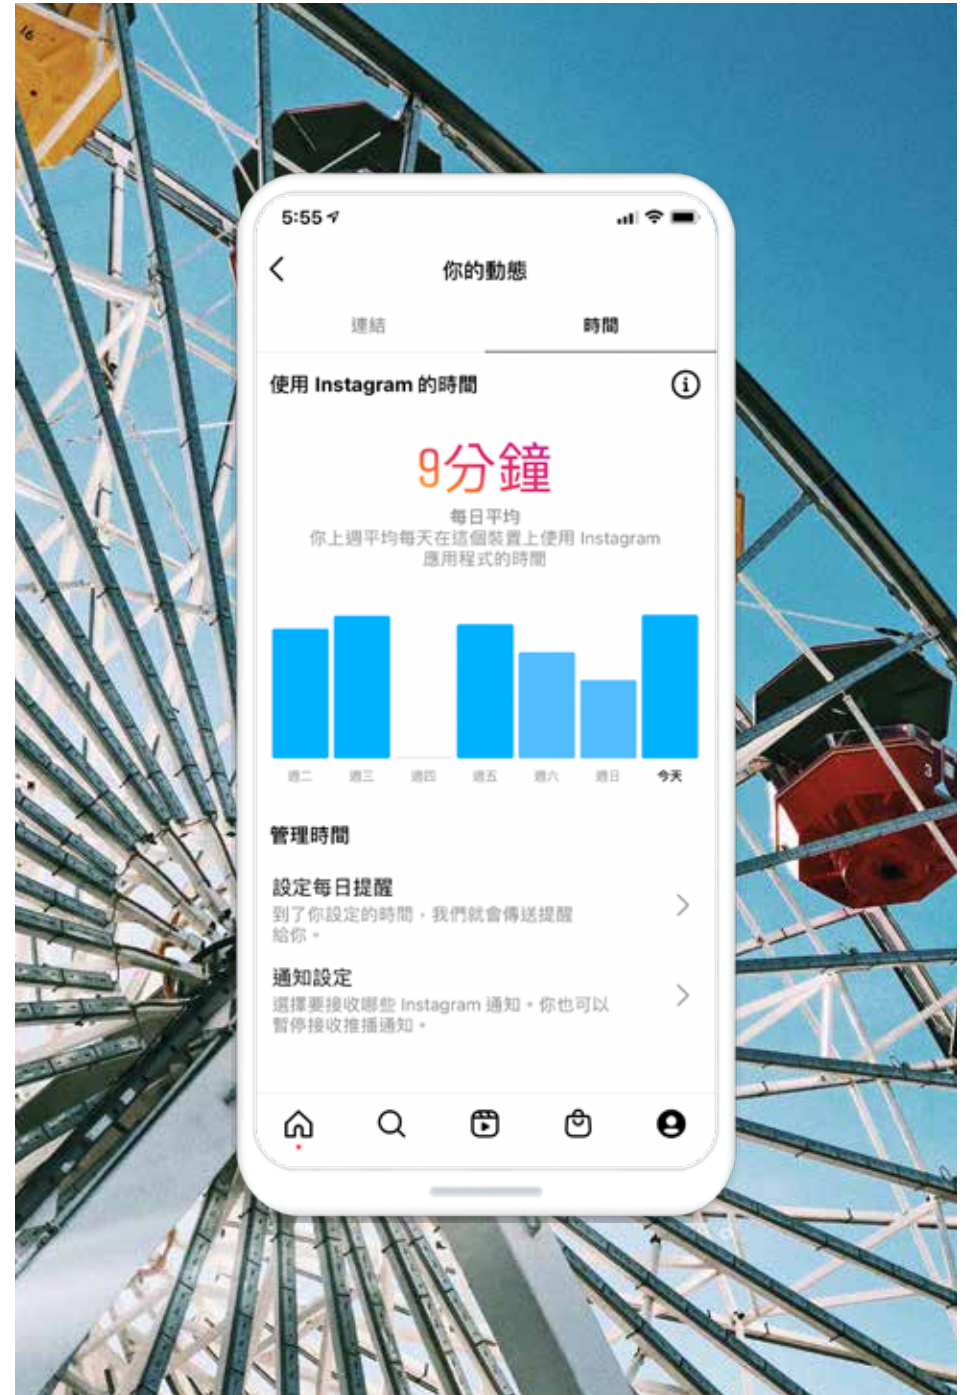 16
5:55
你的動態
連結
時間
使用 Instagram 的時間
9分鐘
每日平均
你上週平均每天在這個裝置上使用 Instagram
應用程式的時間
週二
週三
週四
週五
週六
週日
今天
3
管理時間
設定每日提醒
到了你設定的時間，我們就會傳送提醒
給你。
通知設定
選擇要接收哪些 Instagram 通知。你也可以
暫停接收推播通知。